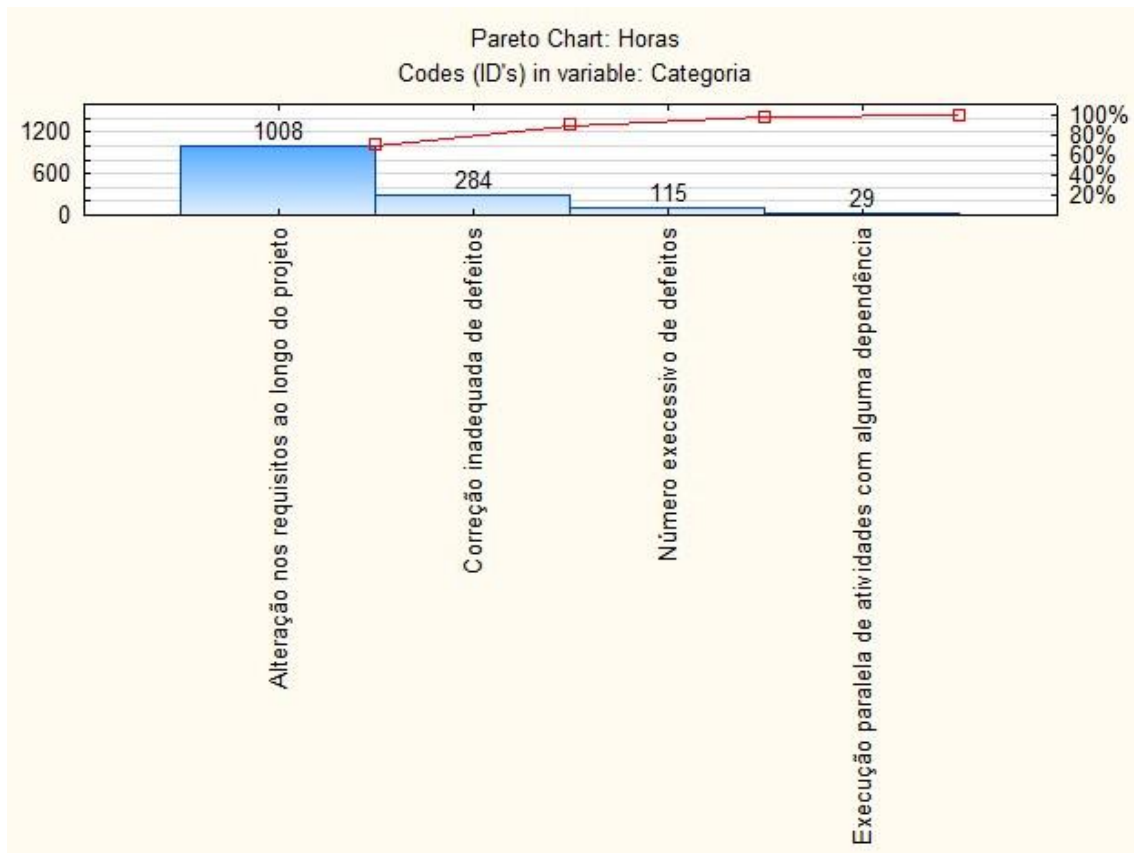 Pareto Chart: Horas
Codes (ID's) in variable: Categoria
1200
600
0
1008
284
115
29
100%
80%
60%
40%
20%
Alteração nos requisitos ao longo do projeto
Correção inadequada de defeitos
Número execessivo de defeitos
Execução paralela de atividades com alguma dependência